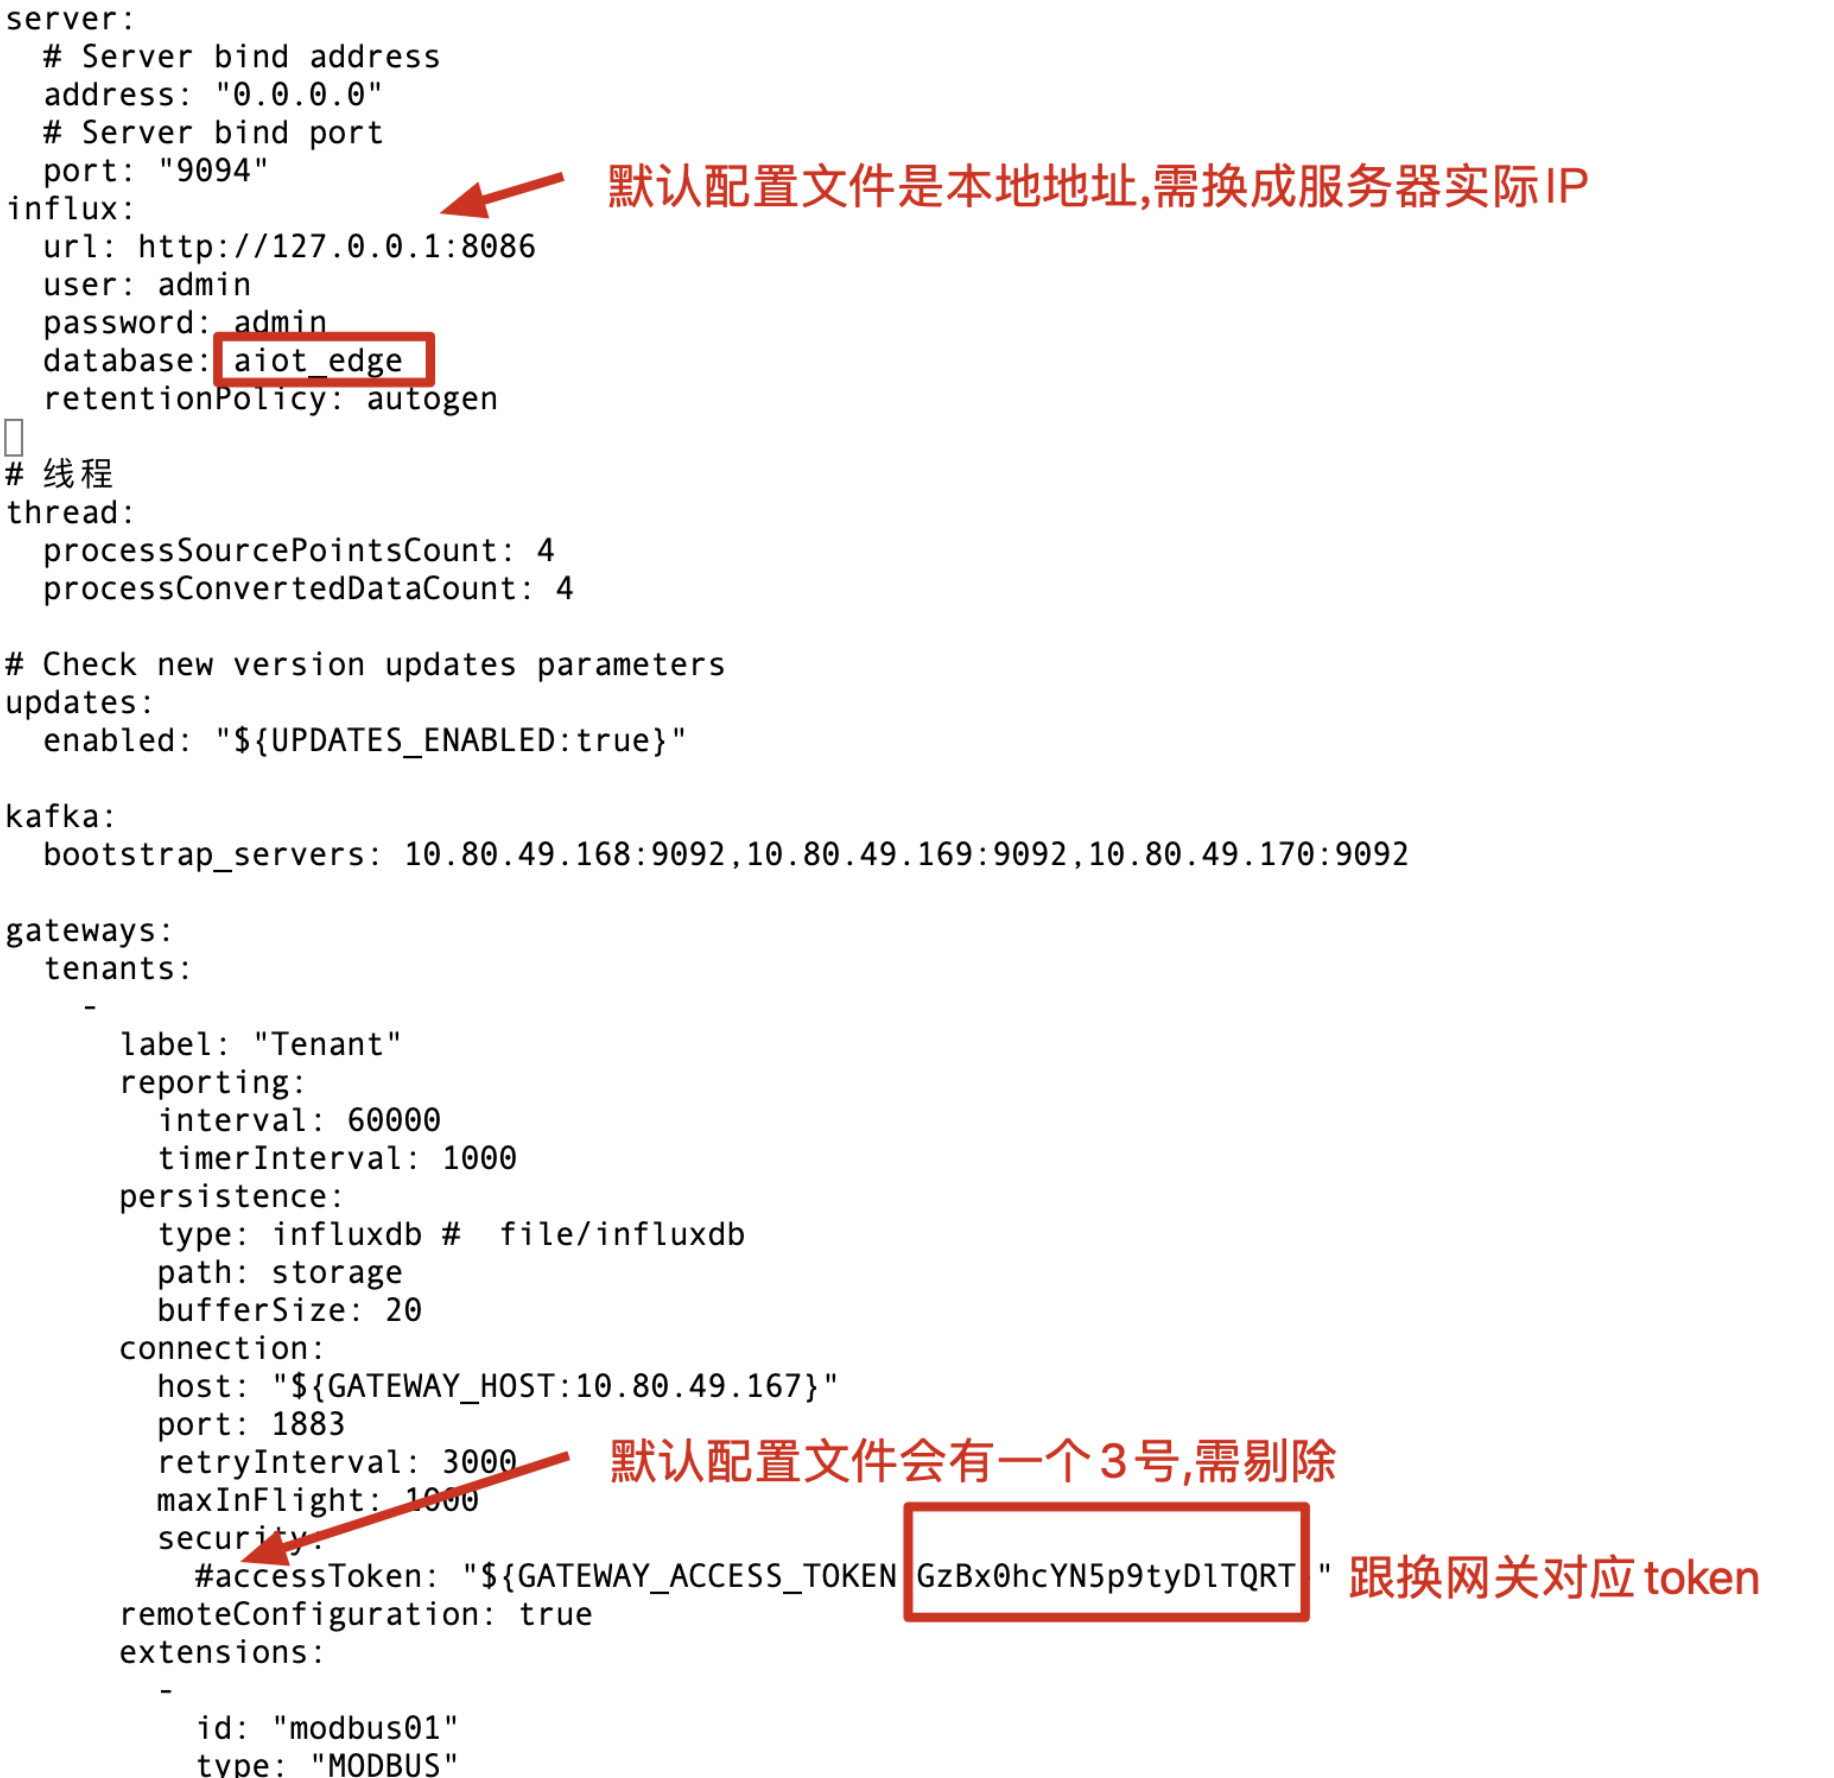 server:
# Server bind address
address: "0.0.0.0"
# Server bind port
port: "9094"
默认配置文件是本地地址,需换成服务器实际IP
influx:
url: http://127.0.0.1:8086
user: admin
password: admin
database: aiot_edge
retentionPolicy: autogen
# 线程
thread:
processSourcePointsCount: 4
processConvertedDataCount: 4
# Check new version updates parameters
updates:
enabled: "${UPDATES_ENABLED:true}"
kafka:
bootstrap_servers: 10.80.49.168:9092,10.80.49.169:9092,10.80.49.170:9092
gateways:
tenants:
-
label: "Tenant"
reporting:
interval: 60000
timerInterval: 1000
persistence:
type: influxdb #  file/influxdb
path: storage
bufferSize: 20
connection:
host: "${GATEWAY_HOST:10.80.49.167}"
port: 1883
retryInterval: 3000
默认配置文件会有一个3号,需剔除
maxInFlight: 1000
security:
#accessToken: "${GATEWAY_ACCESS_TOKEN GzBx0hcYN5p9tyDlTQRT}" 跟换网关对应token
remoteConfiguration: true
extensions:
-
id: "modbus01"
type: "MODBUS"